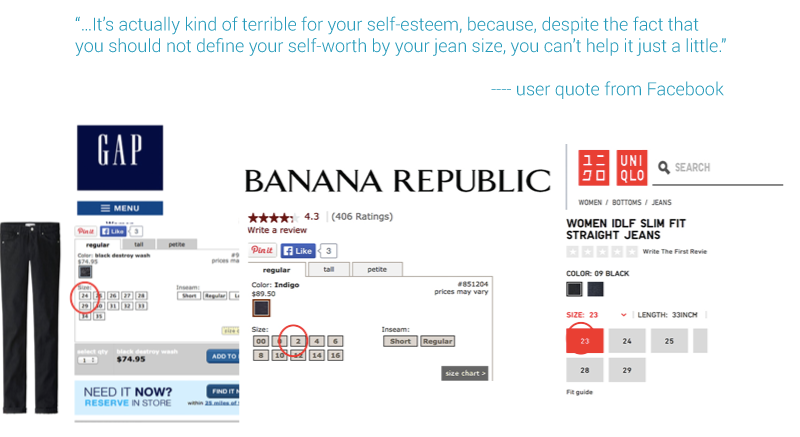 “...It’s actually kind of terrible for your self-esteem, because, despite the fact that
you should not define your self-worth by your jean size, you can’t help it just a little.”
---- user quote from Facebook
GAP
MENU
Pinit Like 3
regular tall petite
Color: black destroy wash
$74.95
prices ma
Size: Inseam:
24 25 26 27 28 Short Regular
29 30 31 32 33
34 35
select qty black destroy wash
1 $74.95 ADD TO
NEED IT NOW? FIND IT
RESERVE IN STORE within 25 miles of
BANANA REPUBLIC
4.3 (406 Ratings)
Write a review
Pinit Like 3
regular tall petite
Color: Indigo #851204
$89.50 prices may vary
Size: Inseam:
00 0 2 4 6 Short Regular
8 10 12 14 16
size chart >
UNI
QLO
SEARCH
WOMEN / BOTTOMS / JEANS
WOMEN IDLF SLIM FIT
STRAIGHT JEANS
Write The First Revie
COLOR: 09 BLACK
SIZE: 23 LENGTH: 33INCH
23 24 25
28 29
Fit guide